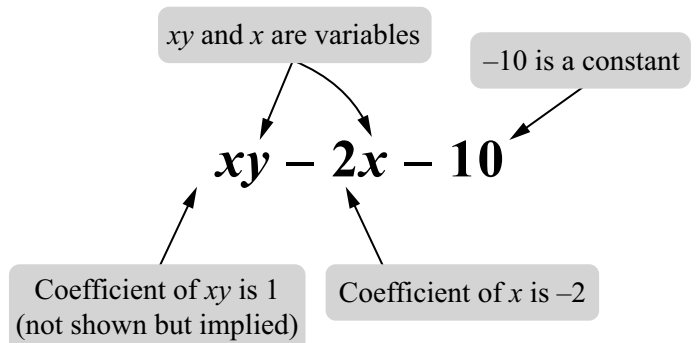 xy and x are variables
–10 is a constant
xy – 2x – 10
Coefficient of xy is 1
(not shown but implied)
Coefficient of x is –2